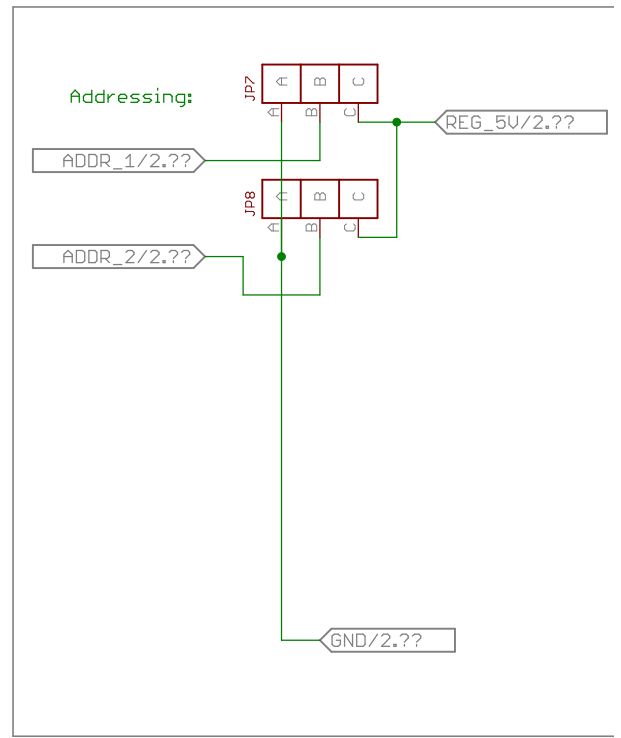 JP7
A B C
Addressing:
A B C
REG_5V/2.??
ADDR_1/2.??
JP8
A B C
A B C
ADDR_2/2.??
GND/2.??